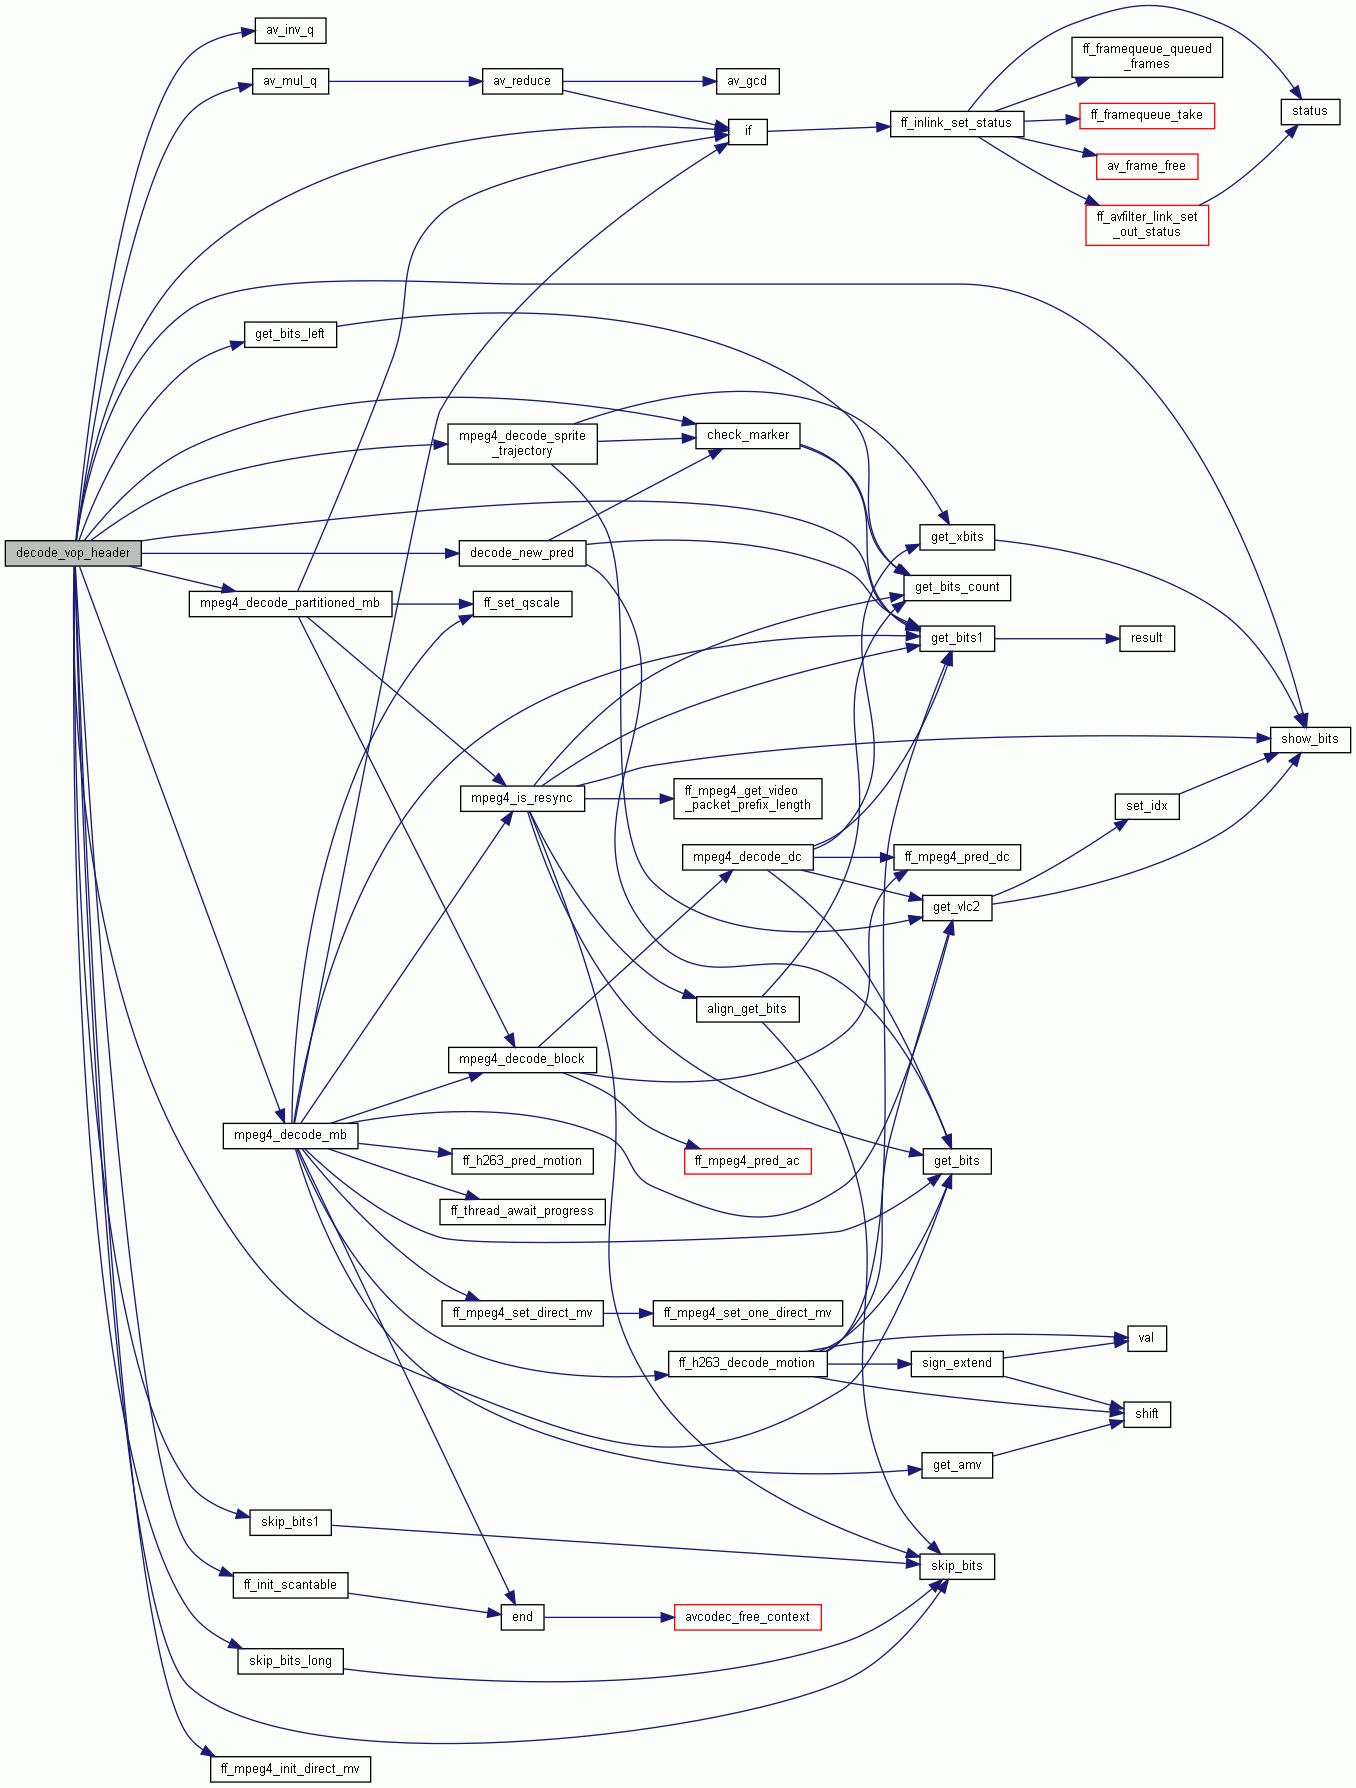 av_inv_q
av_mul_q
av_reduce
av_gcd
if
ff_inlink_set_status
ff_framequeue_queued
_frames
ff_framequeue_take
av_frame_free
ff_avfilter_link_set
_out_status
status
get_bits_left
mpeg4_decode_sprite
_trajectory
check_marker
decode_vop_header
decode_new_pred
get_xbits
get_bits_count
mpeg4_decode_partitioned_mb
ff_set_qscale
get_bits1
result
show_bits
mpeg4_is_resync
ff_mpeg4_get_video
_packet_prefix_length
set_idx
mpeg4_decode_dc
ff_mpeg4_pred_dc
get_vlc2
align_get_bits
mpeg4_decode_block
mpeg4_decode_mb
ff_h263_pred_motion
ff_mpeg4_pred_ac
get_bits
ff_thread_await_progress
ff_mpeg4_set_direct_mv
ff_mpeg4_set_one_direct_mv
ff_h263_decode_motion
sign_extend
val
shift
get_amv
skip_bits1
skip_bits
ff_init_scantable
end
avcodec_free_context
skip_bits_long
ff_mpeg4_init_direct_mv